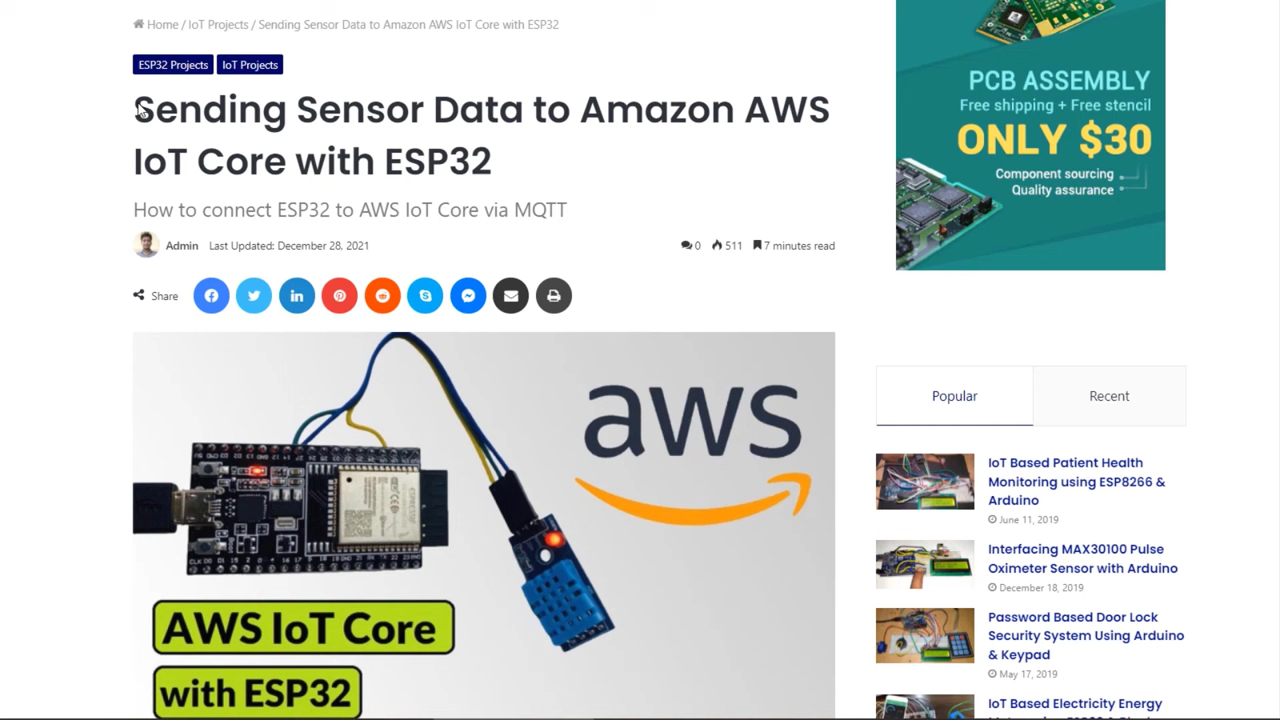 Home / IoT Projects / Sending Sensor Data to Amazon AWS IoT Core with ESP32
ESP32 Projects IoT Projects
Sending Sensor Data to Amazon AWS
IoT Core with ESP32
How to connect ESP32 to AWS IoT Core via MQTT
Admin Last Updated: December 28, 2021 0 511 7 minutes read
Share
aws
AWS IoT Core
with ESP32
PCB ASSEMBLY
Free shipping + Free stencil
ONLY $30
Component sourcing
Quality assurance
Popular Recent
IoT Based Patient Health
Monitoring using ESP8266 &
Arduino
June 11, 2019
Interfacing MAX30100 Pulse
Oximeter Sensor with Arduino
December 18, 2019
Password Based Door Lock
Security System Using Arduino
& Keypad
May 17, 2019
IoT Based Electricity Energy